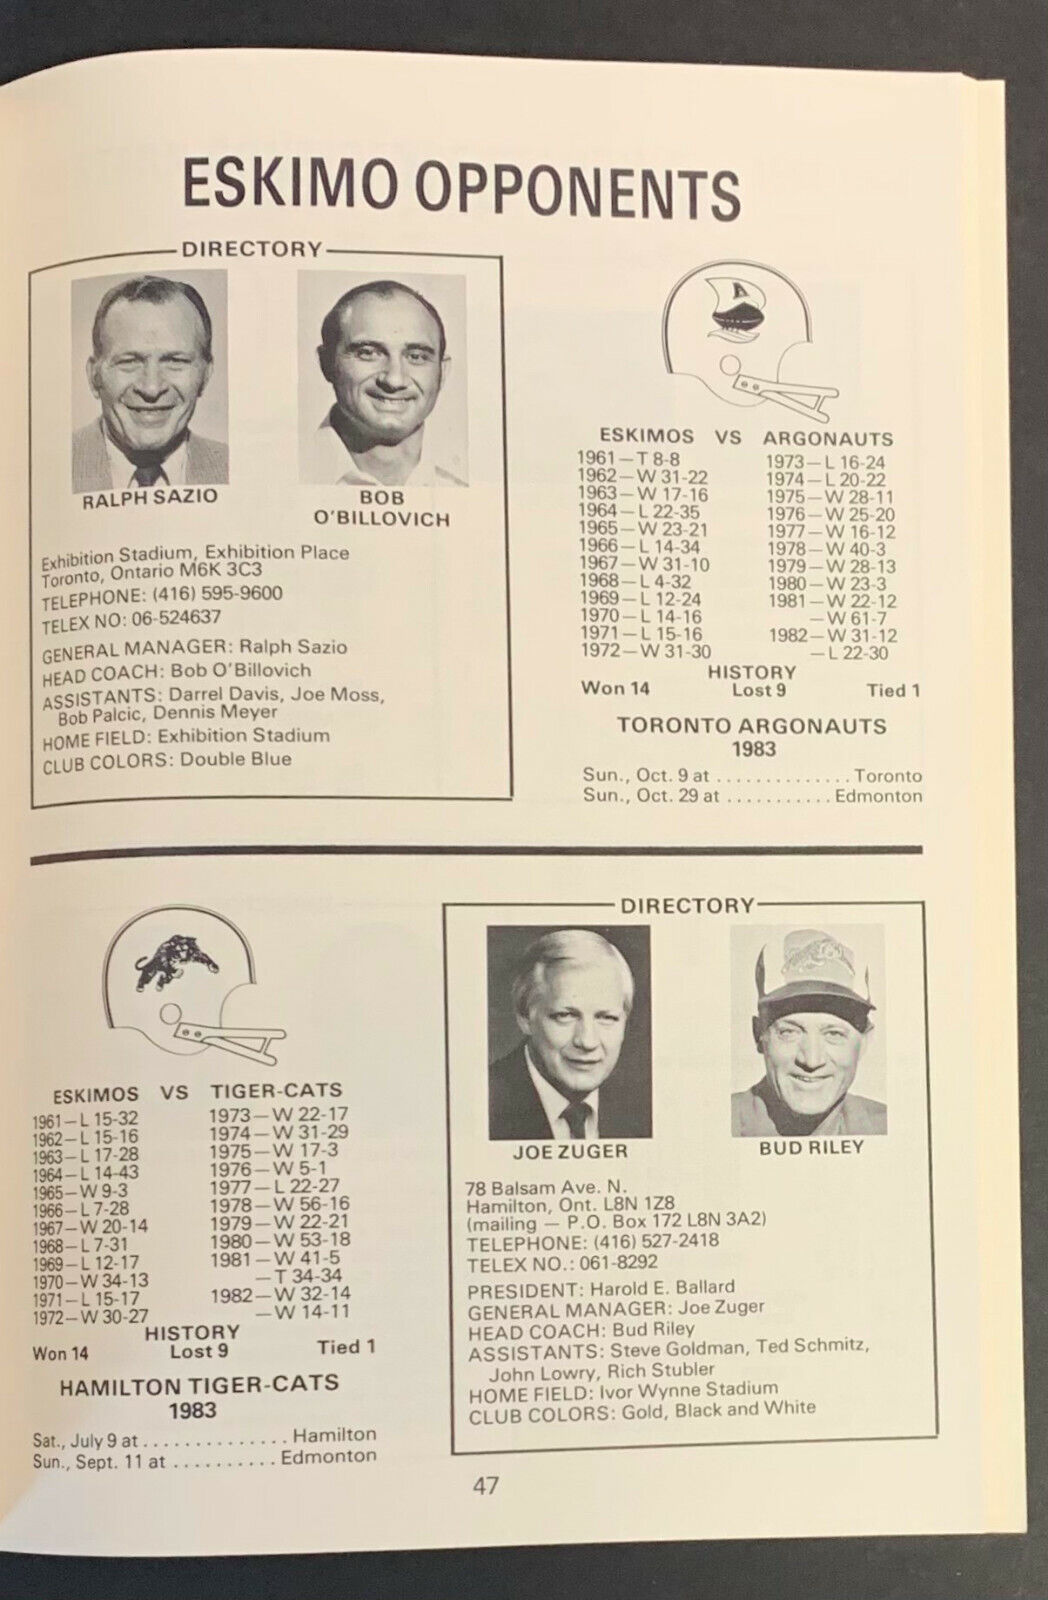 ESKIMO OPPONENTS
DIRECTORY
RALPH SAZIO
BOB
O'BILLOVICH
Exhibition Stadium, Exhibition Place
Toronto, Ontario M6K 3C3
TELEPHONE: (416) 595-9600
TELEX NO: 06-524637
GENERAL MANAGER: Ralph Sazio
HEAD COACH: Bob O'Billovich
ASSISTANTS: Darrel Davis, Joe Moss,
Bob Palcic, Dennis Meyer
HOME FIELD: Exhibition Stadium
CLUB COLORS: Double Blue
ESKIMOS VS ARGONAUTS
1961—T 8-8
1962—W 31-22
1963—W 17-16
1964—L 22-35
1965—W 23-21
1966—L 14-34
1967—W 31-10
1968—L 4-32
1969—L 12-24
1970—L 14-16
1971—L 15-16
1972—W 31-30
1973—L 16-24
1974—L 20-22
1975—W 28-11
1976—W 25-20
1977—W 16-12
1978—W 40-3
1979—W 28-13
1980—W 23-3
1981—W 22-12
—W 61-7
1982—W 31-12
—L 22-30
HISTORY
Won 14 Lost 9 Tied 1
TORONTO ARGONAUTS
1983
Sun., Oct. 9 at .............. Toronto
Sun., Oct. 29 at ........... Edmonton
ESKIMOS VS TIGER-CATS
1961—L 15-32
1962—L 15-16
1963—L 17-28
1964—L 14-43
1965—W 9-3
1966—L 7-28
1967—W 20-14
1968—L 7-31
1969—L 12-17
1970—W 34-13
1971—L 15-17
1972—W 30-27
1973—W 22-17
1974—W 31-29
1975—W 17-3
1976—W 5-1
1977—L 22-27
1978—W 56-16
1979—W 22-21
1980—W 53-18
1981—W 41-5
—T 34-34
1982—W 32-14
—W 14-11
HISTORY
Won 14 Lost 9 Tied 1
HAMILTON TIGER-CATS
1983
Sat., July 9 at .............. Hamilton
Sun., Sept. 11 at .......... Edmonton
DIRECTORY
JOE ZUGER
BUD RILEY
78 Balsam Ave. N.
Hamilton, Ont. L8N 1Z8
(mailing — P.O. Box 172 L8N 3A2)
TELEPHONE: (416) 527-2418
TELEX NO.: 061-8292
PRESIDENT: Harold E. Ballard
GENERAL MANAGER: Joe Zuger
HEAD COACH: Bud Riley
ASSISTANTS: Steve Goldman, Ted Schmitz,
John Lowry, Rich Stubler
HOME FIELD: Ivor Wynne Stadium
CLUB COLORS: Gold, Black and White
47